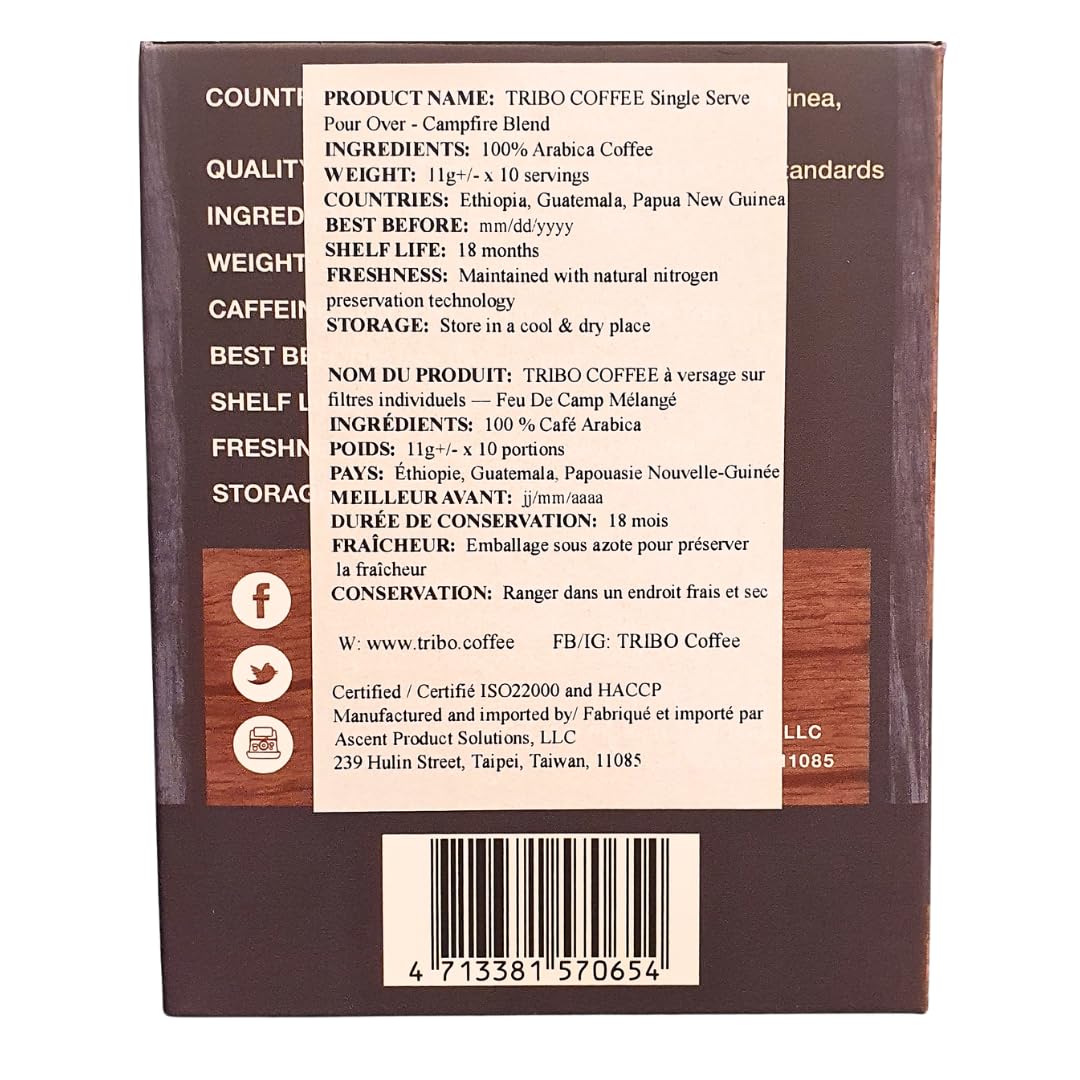 COUNTR
QUALITY
INGRED
WEIGHT
CAFFEIN
BEST BE
SHELF L
FRESHN
STORAG
PRODUCT NAME: TRIBO COFFEE Single Serve
Pour Over - Campfire Blend
INGREDIENTS: 100% Arabica Coffee
WEIGHT: 11g+/- x 10 servings
COUNTRIES: Ethiopia, Guatemala, Papua New Guinea
BEST BEFORE: mm/dd/yyyy
SHELF LIFE: 18 months
FRESHNESS: Maintained with natural nitrogen
preservation technology
STORAGE: Store in a cool & dry place
NOM DU PRODUIT: TRIBO COFFEE à versage sur
filtres individuels — Feu De Camp Mélangé
INGRÉDIENTS: 100 % Café Arabica
POIDS: 11g+/- x 10 portions
PAYS: Éthiopie, Guatemala, Papouasie Nouvelle-Guinée
MEILLEUR AVANT: jj/mm/aaaa
DURÉE DE CONSERVATION: 18 mois
FRAÎCHEUR: Emballage sous azote pour préserver
la fraîcheur
CONSERVATION: Ranger dans un endroit frais et sec
W: www.tribo.coffee FB/IG: TRIBO Coffee
Certified / Certifié ISO22000 and HACCP
Manufactured and imported by/ Fabriqué et importé par
Ascent Product Solutions, LLC
239 Hulin Street, Taipei, Taiwan, 11085
inea,
tandards
LLC
11085
4 713381 570654